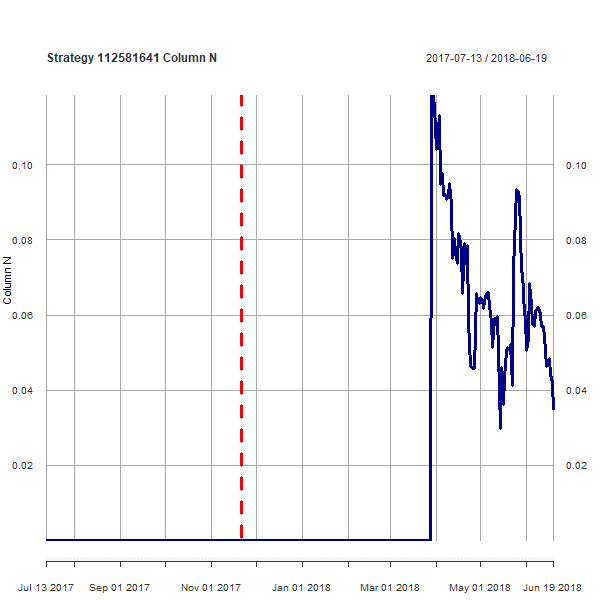 Strategy 112581641 Column N
2017-07-13 / 2018-06-19
0.10
0.10
0.08
0.08
Column N
0.06
0.06
0.04
0.04
0.02
0.02
Jul 13 2017
Sep 01 2017
Nov 01 2017
Jan 01 2018
Mar 01 2018
May 01 2018
Jun 19 2018